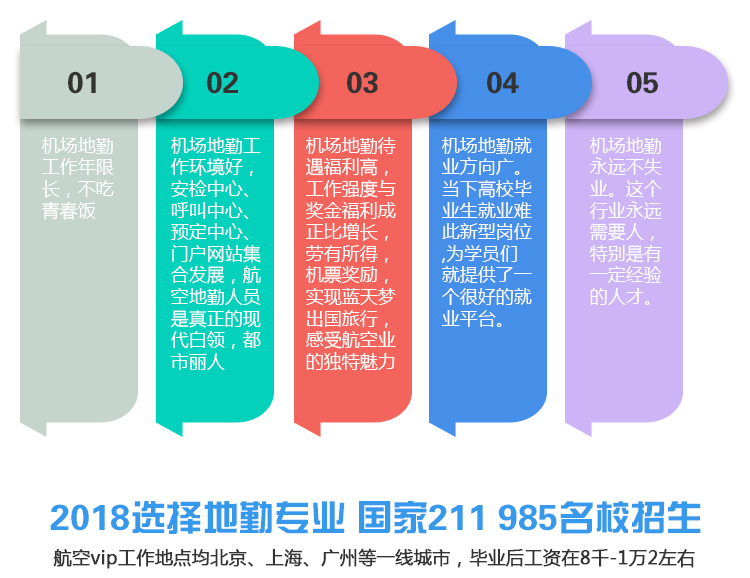 01
机场地勤
工作年限
长，不吃
青春饭
02
机场地勤工
作环境好，
安检中心、
呼叫中心、
预定中心、
门户网站集
合发展，航
空地勤人员
是真正的现
代白领，都
市丽人
03
机场地勤待
遇福利高，
工作强度与
奖金福利成
正比增长，
劳有所得，
机票奖励，
实现蓝天梦
出国旅行，
感受航空业
的独特魅力
04
机场地勤就
业方向广。
当下高校毕
业生就业难
此新型岗位
,为学员们
就提供了一
个很好的就
业平台。
05
机场地勤
永远不失
业。这个
行业永远
需要人，
特别是有
一定经验
的人才。
2018选择地勤专业 国家211 985名校招生
航空vip工作地点均北京、上海、广州等一线城市，毕业后工资在8千-1万2左右